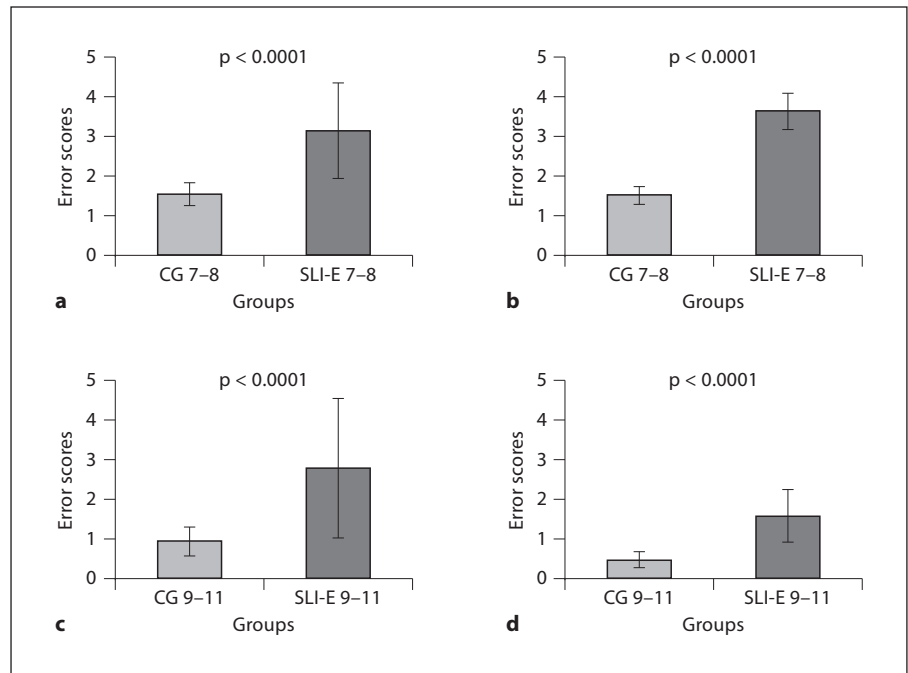 p < 0.0001
5
4
3
2
1
0
Error scores
CG 7–8
SLI-E 7–8
Groups
a
p < 0.0001
5
4
3
2
1
0
Error scores
CG 7–8
SLI-E 7–8
Groups
b
p < 0.0001
5
4
3
2
1
0
Error scores
CG 9–11
SLI-E 9–11
Groups
c
p < 0.0001
5
4
3
2
1
0
Error scores
CG 9–11
SLI-E 9–11
Groups
d